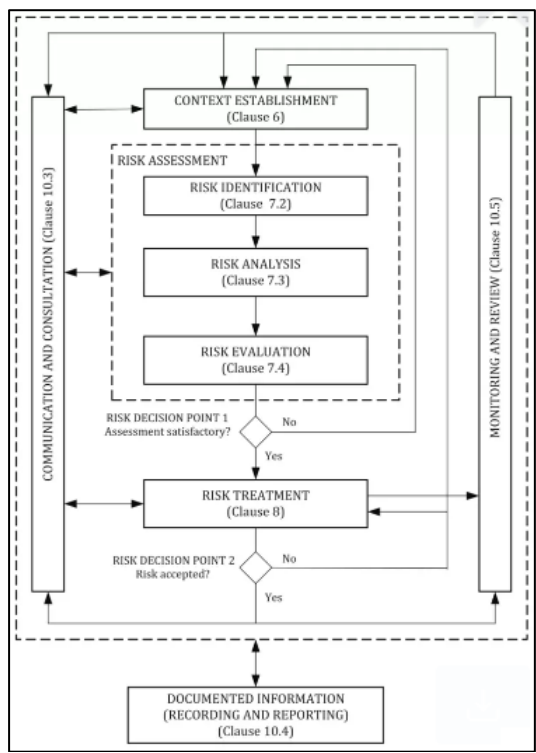 CONTEXT ESTABLISHMENT
(Clause 6)
RISK ASSESSMENT
RISK IDENTIFICATION
(Clause 7.2)
RISK ANALYSIS
(Clause 7.3)
RISK EVALUATION
(Clause 7.4)
RISK DECISION POINT 1
Assessment satisfactory?
No
Yes
RISK TREATMENT
(Clause 8)
RISK DECISION POINT 2
Risk accepted?
No
Yes
COMMUNICATION AND CONSULTATION (Clause 10.3)
MONITORING AND REVIEW (Clause 10.5)
DOCUMENTED INFORMATION
(RECORDING AND REPORTING)
(Clause 10.4)